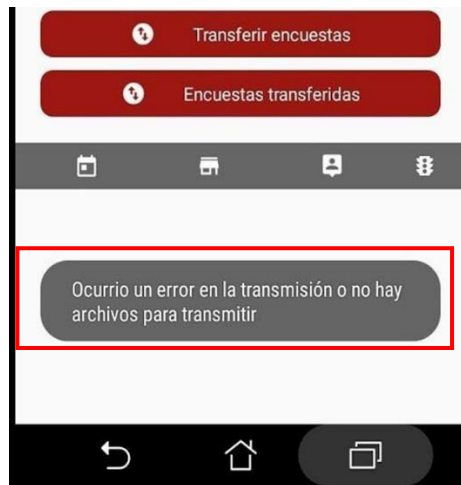 Transferir encuestas
Encuestas transferidas
Ocurrio un error en la transmisión o no hay
archivos para transmitir